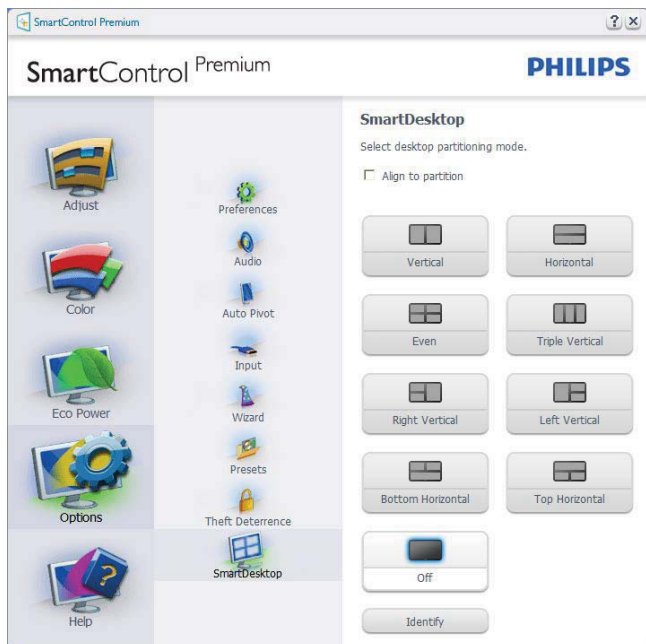 SmartControl Premium
SmartControl Premium
PHILIPS
Adjust
Color
Eco Power
Options
Help
Preferences
Audio
Auto Pivot
Input
Wizard
Presets
Theft Deterrence
SmartDesktop
SmartDesktop
Select desktop partitioning mode.
Align to partition
Vertical
Horizontal
Even
Triple Vertical
Right Vertical
Left Vertical
Bottom Horizontal
Top Horizontal
Off
Identify